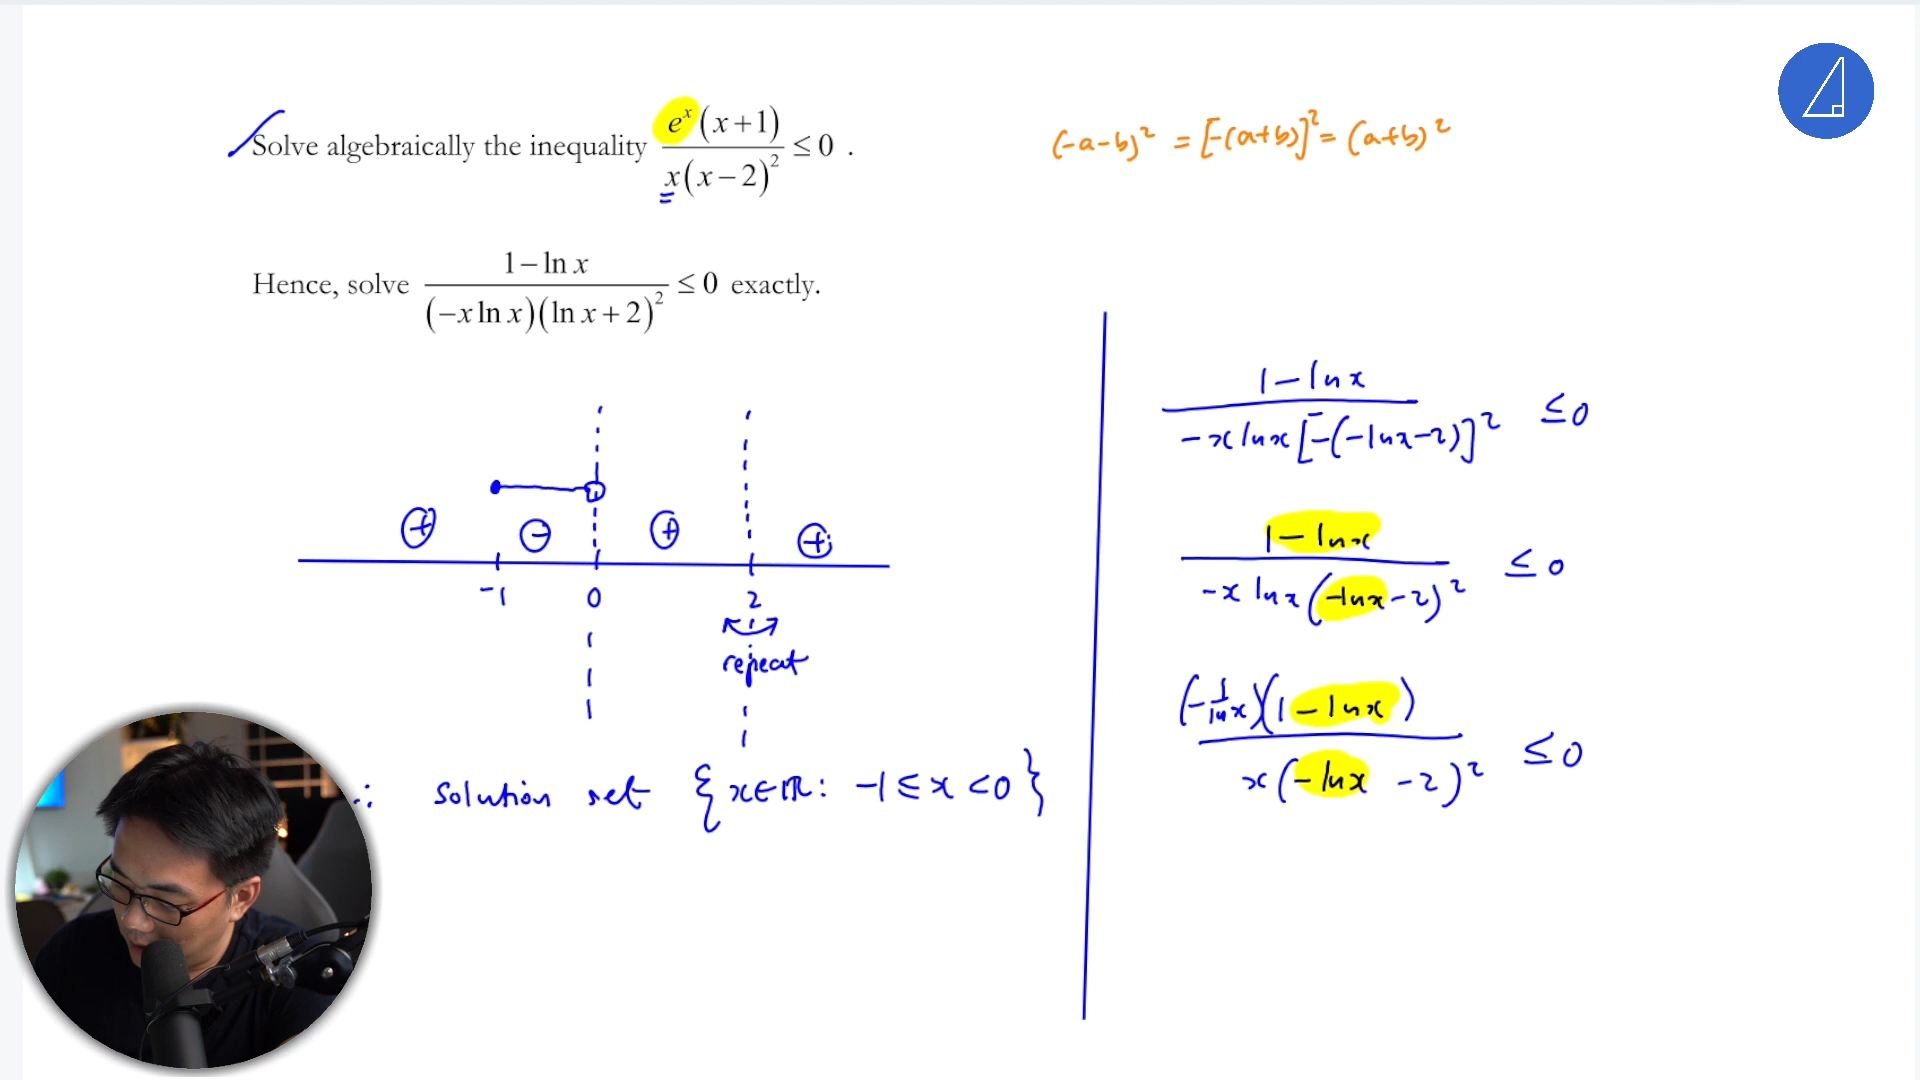 Solve algebraically the inequality e^x(x+1) / x(x−2)^2 ≤ 0 .
(-a-b)^2 = [-(a+b)]^2 = (a+b)^2
Hence, solve 1−ln x / (−x ln x)(ln x+2)^2 ≤ 0 exactly.
1 - ln x / -x ln x [-(-ln x - 2)]^2 ≤ 0
+ - + +
1 - ln x / -x ln x (-ln x - 2)^2 ≤ 0
-1 0 2
repeat
(-1/ln x)(1 - ln x) / x(-ln x - 2)^2 ≤ 0
∴ Solution set {x∈ℝ: -1 ≤ x < 0}